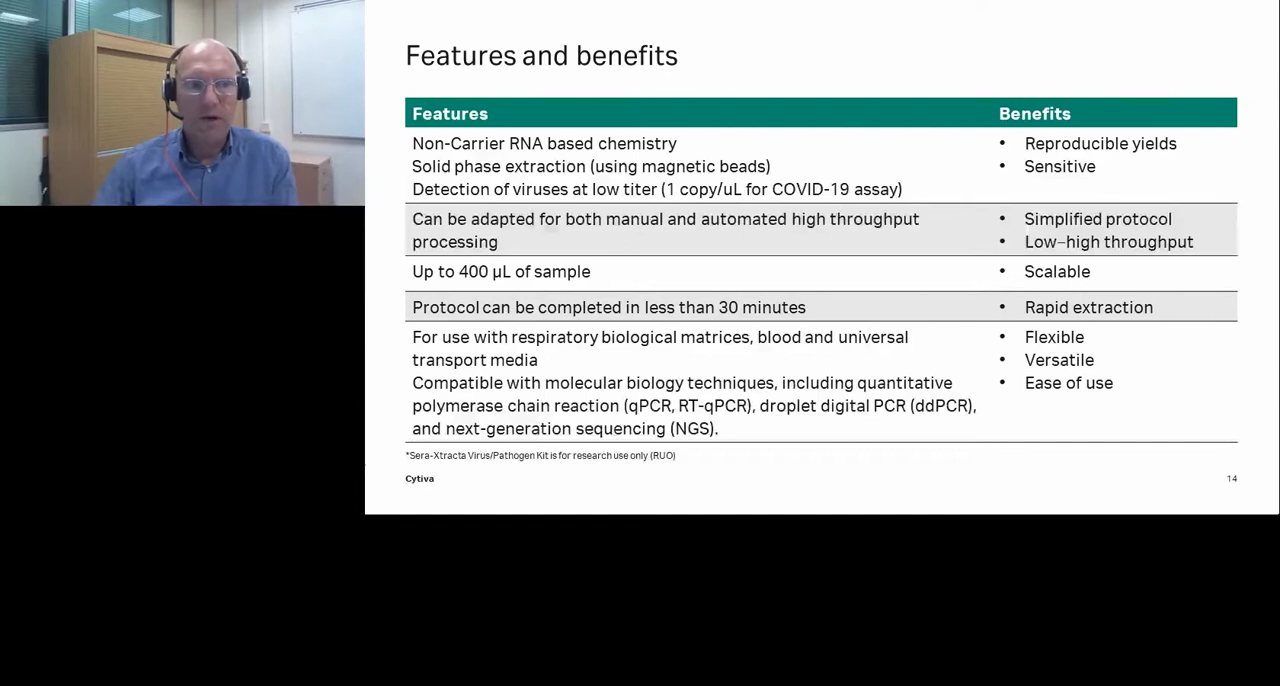 Features and benefits
Features
Benefits
Non-Carrier RNA based chemistry
Solid phase extraction (using magnetic beads)
Detection of viruses at low titer (1 copy/uL for COVID-19 assay)
• Reproducible yields
• Sensitive
Can be adapted for both manual and automated high throughput
processing
• Simplified protocol
• Low–high throughput
Up to 400 µL of sample
• Scalable
Protocol can be completed in less than 30 minutes
• Rapid extraction
For use with respiratory biological matrices, blood and universal
transport media
Compatible with molecular biology techniques, including quantitative
polymerase chain reaction (qPCR, RT-qPCR), droplet digital PCR (ddPCR),
and next-generation sequencing (NGS).
• Flexible
• Versatile
• Ease of use
*Sera-Xtracta Virus/Pathogen Kit is for research use only (RUO)
Cytiva
14